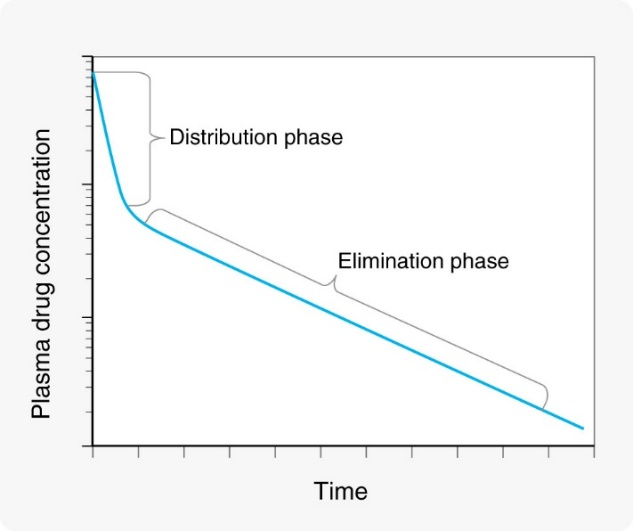 Distribution phase
Elimination phase
Plasma drug concentration
Time